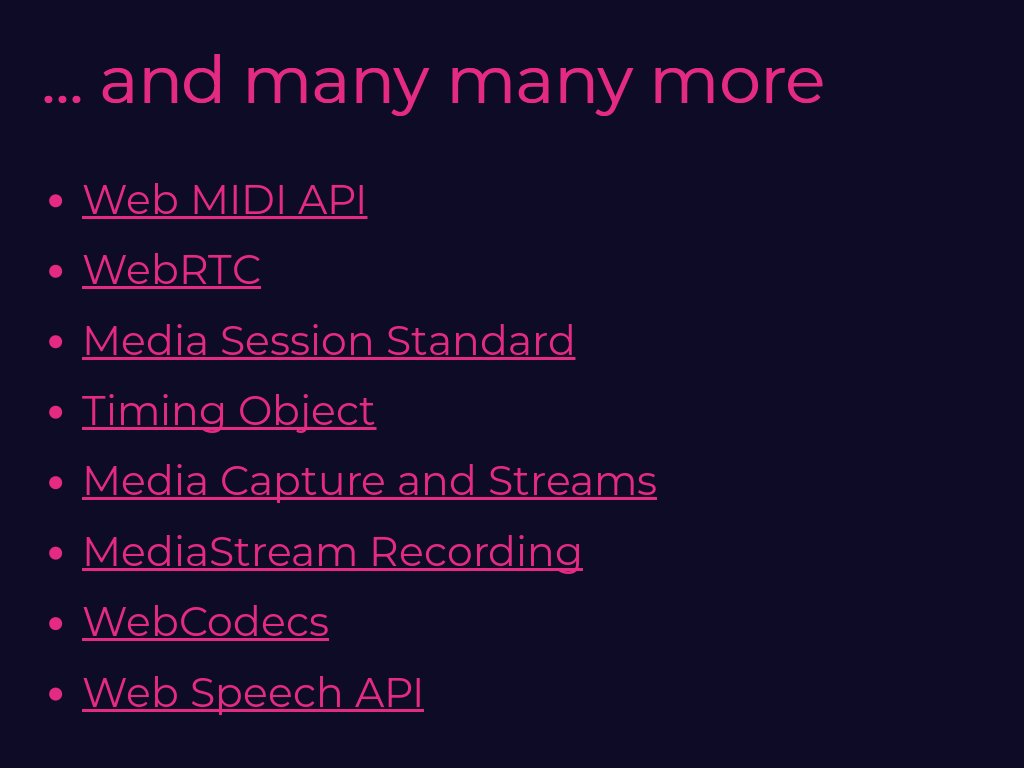 ... and many many more
• Web MIDI API
• WebRTC
• Media Session Standard
• Timing Object
• Media Capture and Streams
• MediaStream Recording
• WebCodecs
• Web Speech API